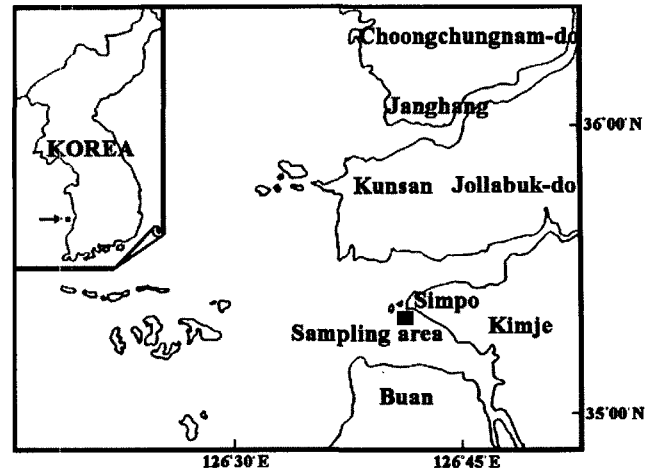 Choongchungnam-do
Janghang
36°00'N
KOREA
Kunsan
Jollabuk-do
Simpo
Kimje
Sampling area
Buan
35°00'N
126°30'E
126°45'E